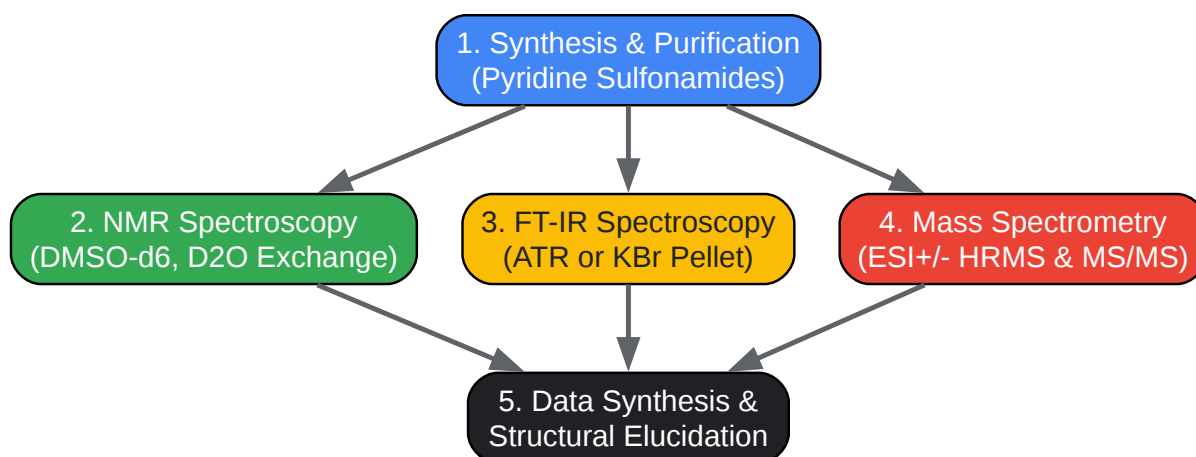 1. Synthesis & Purification
(Pyridine Sulfonamides)
2. NMR Spectroscopy
(DMSO-d6, D2O Exchange)
3. FT-IR Spectroscopy
(ATR or KBr Pellet)
4. Mass Spectrometry
(ESI+/- HRMS & MS/MS)
5. Data Synthesis &
Structural Elucidation